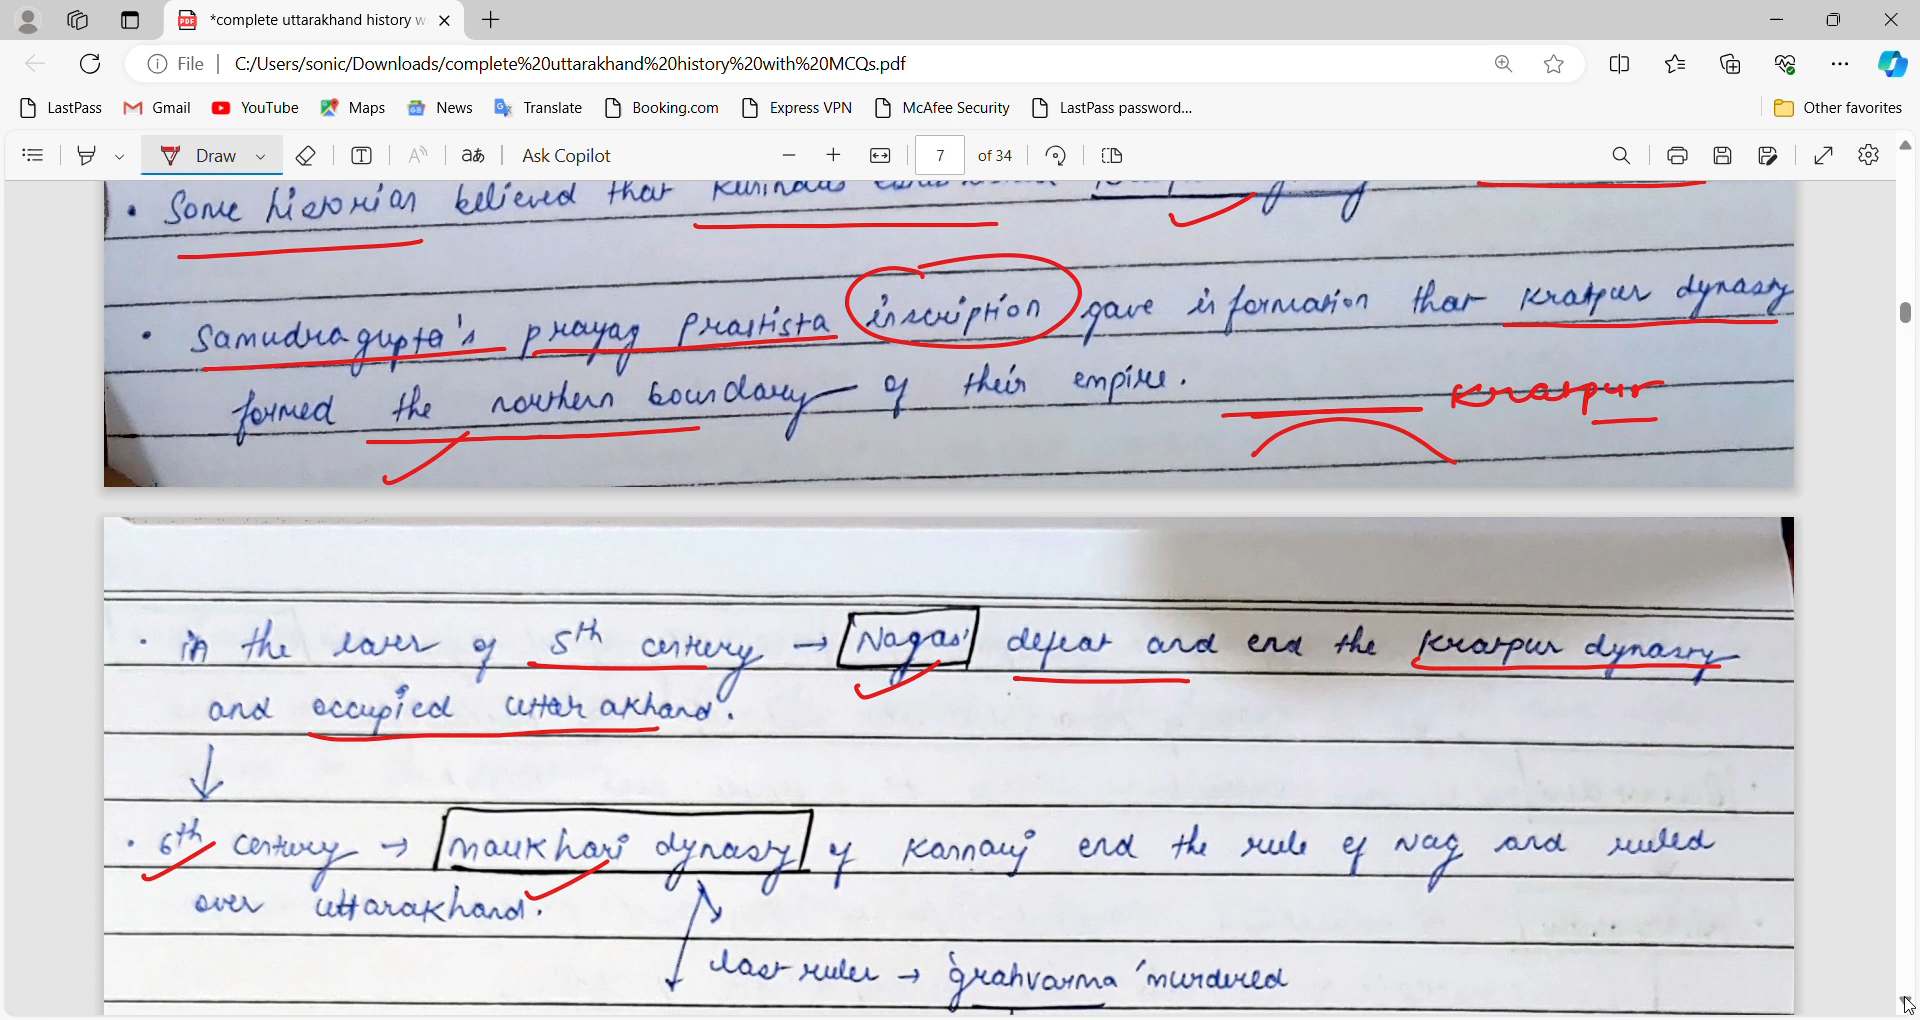 *complete uttarakhand history w
File C:/Users/sonic/Downloads/complete%20uttarakhand%20history%20with%20MCQs.pdf
LastPass Gmail YouTube Maps News Translate Booking.com Express VPN McAfee Security LastPass password... Other favorites
Draw Ask Copilot 7 of 34
• Some historian believed that
• Samudragupta's prayag Prastista inscription gave information that Kratpur dynasty
formed the northern boundary of their empire. Kratpur
• in the later of 5th century → 'Nagas' defeat and end the Kratpur dynasty
and occupied Uttarakhand.
• 6th century → maukhari dynasty of Kannauj end the rule of Nag and ruled
over Uttarakhand.
last ruler → 'grahvarma' murdered